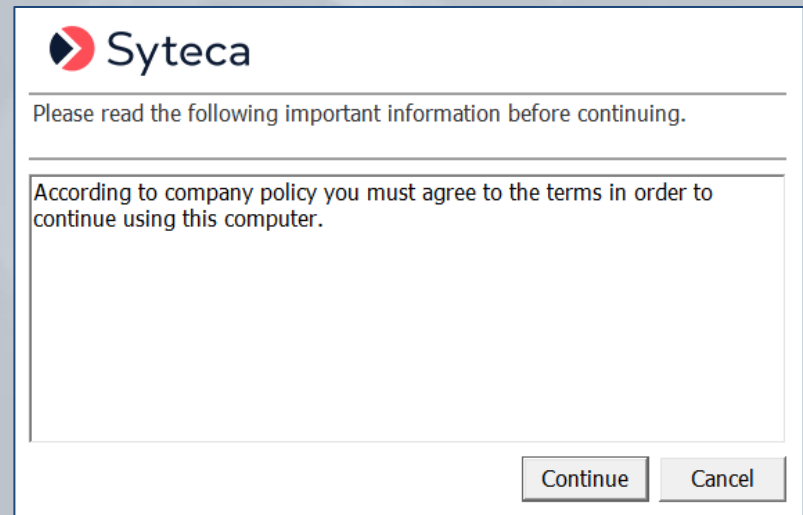 Syteca
Please read the following important information before continuing.
According to company policy you must agree to the terms in order to
continue using this computer.
Continue Cancel